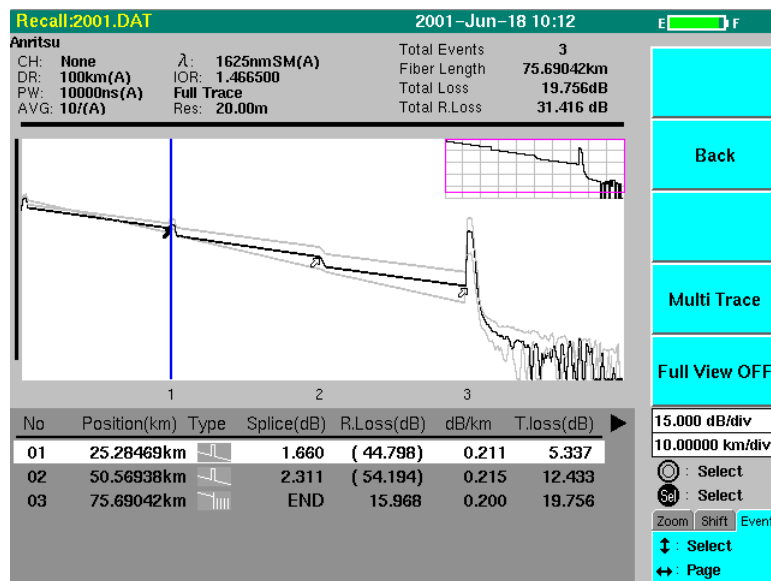 Recall:2001.DAT 2001-Jun-18 10:12 E F
Anritsu
CH: None λ: 1625nmSM(A) Total Events 3
DR: 100km(A) IOR: 1.466500 Fiber Length 75.69042km
PW: 10000ns(A) Full Trace Total Loss 19.756dB
AVG: 10/(A) Res: 20.00m Total R.Loss 31.416 dB
Back
Multi Trace
Full View OFF
1 2 3
No Position(km) Type Splice(dB) R.Loss(dB) dB/km T.loss(dB)
01 25.28469km 1.660 ( 44.798) 0.211 5.337
02 50.56938km 2.311 ( 54.194) 0.215 12.433
03 75.69042km END 15.968 0.200 19.756
15.000 dB/div
10.00000 km/div
: Select
Sel : Select
Zoom Shift Event
↕ : Select
↔ : Page